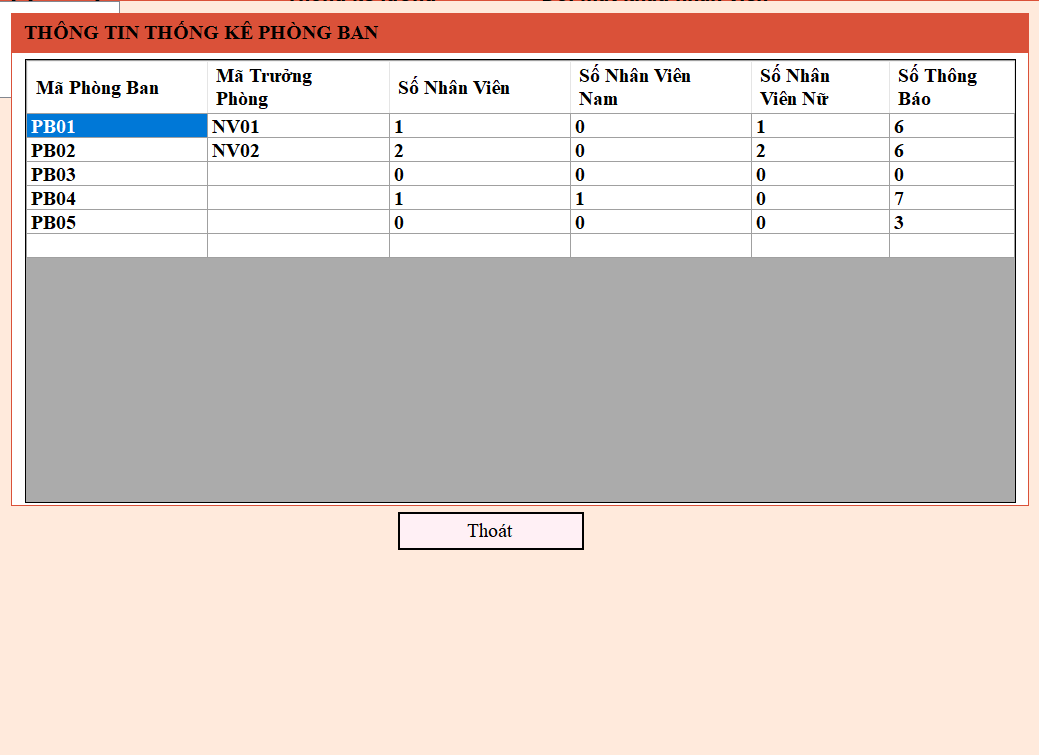 THÔNG TIN THỐNG KÊ PHÒNG BAN
Mã Phòng Ban Mã Trưởng Phòng Số Nhân Viên Số Nhân Viên Nam Số Nhân Viên Nữ Số Thông Báo
PB01 NV01 1 0 1 6
PB02 NV02 2 0 2 6
PB03 0 0 0 0
PB04 1 1 0 7
PB05 0 0 0 3
Thoát